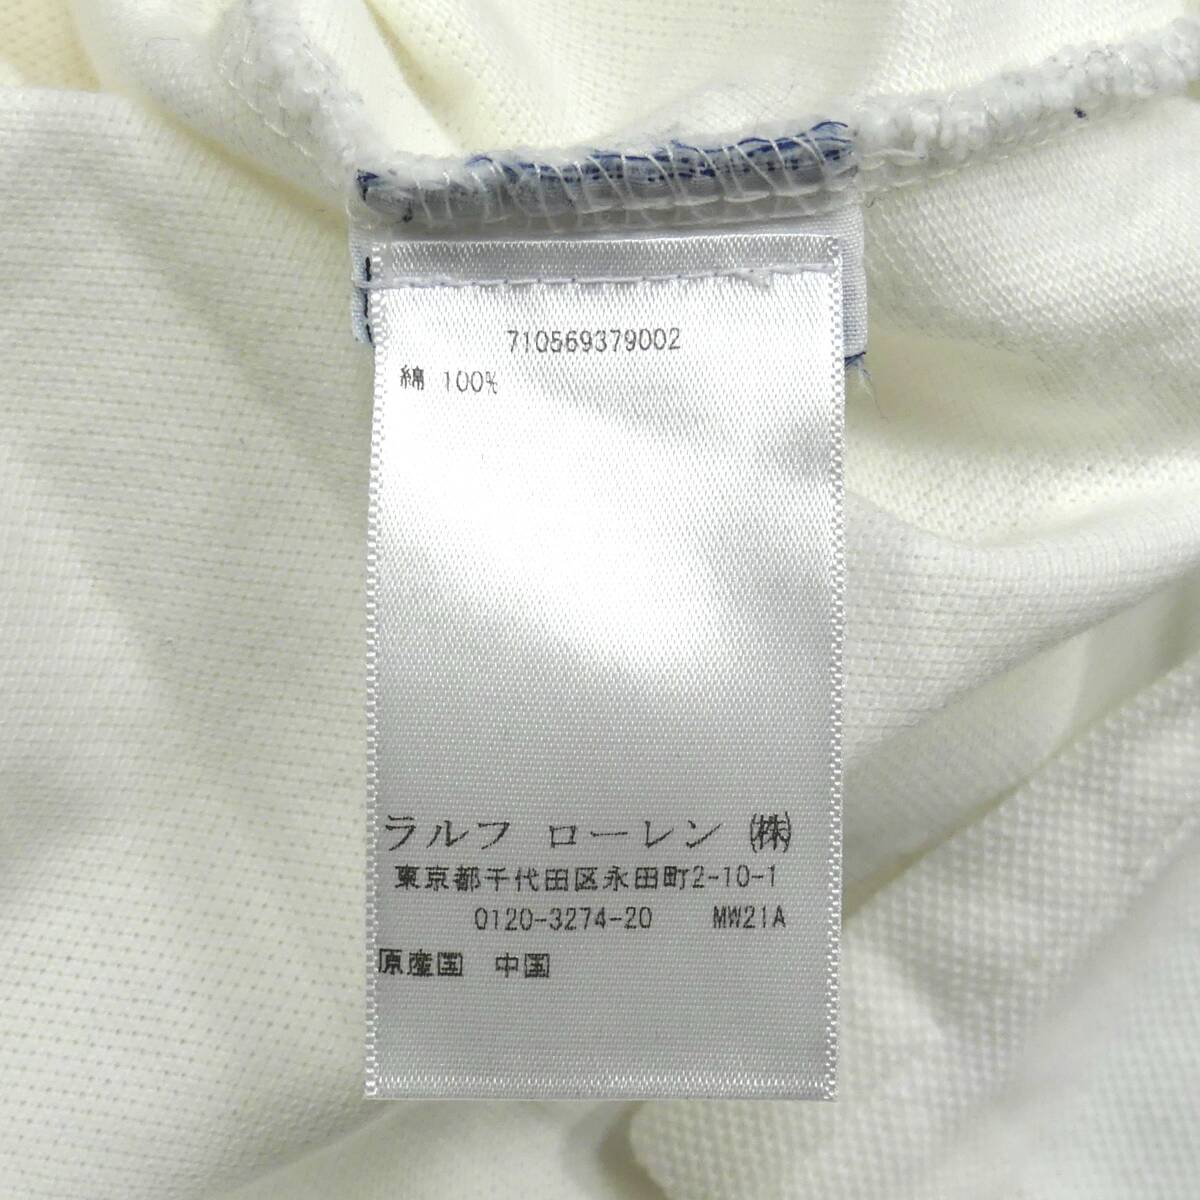 710569379002
綿 100%
ラルフ ローレン ㈱
東京都千代田区永田町2-10-1
0120-3274-20 MW21A
原産国 中国